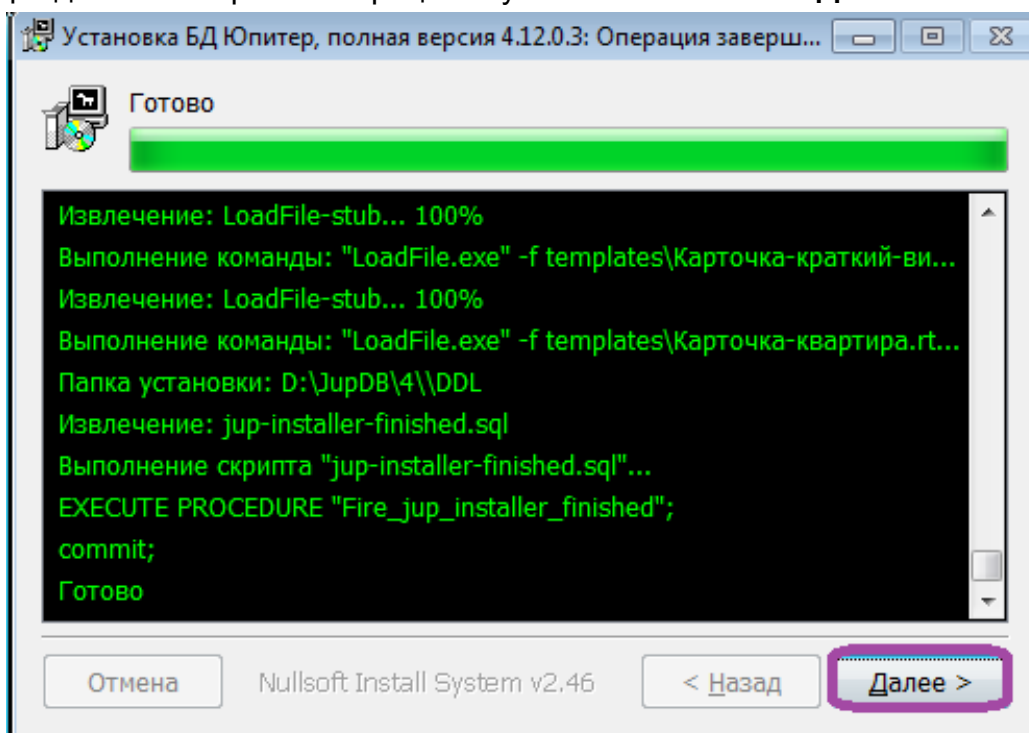 Установка БД Юпитер, полная версия 4.12.0.3: Операция заверш...
Готово
Извлечение: LoadFile-stub... 100%
Выполнение команды: "LoadFile.exe" -f templates\Карточка-краткий-ви...
Извлечение: LoadFile-stub... 100%
Выполнение команды: "LoadFile.exe" -f templates\Карточка-квартира.rt...
Папка установки: D:\JupDB\4\\DDL
Извлечение: jup-installer-finished.sql
Выполнение скрипта "jup-installer-finished.sql"...
EXECUTE PROCEDURE "Fire_jup_installer_finished";
commit;
Готово
Отмена Nullsoft Install System v2.46 < Назад Далее >